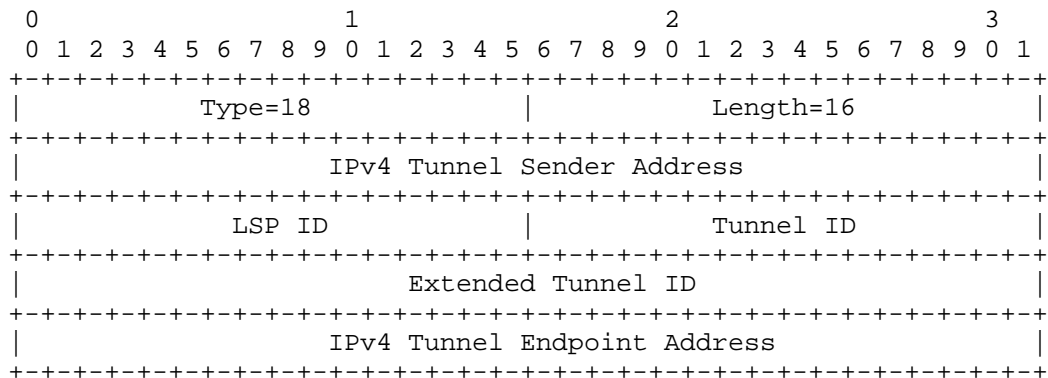 0                   1                   2                   3
 0 1 2 3 4 5 6 7 8 9 0 1 2 3 4 5 6 7 8 9 0 1 2 3 4 5 6 7 8 9 0 1
+-+-+-+-+-+-+-+-+-+-+-+-+-+-+-+-+-+-+-+-+-+-+-+-+-+-+-+-+-+-+-+-+
|           Type=18             |           Length=16           |
+-+-+-+-+-+-+-+-+-+-+-+-+-+-+-+-+-+-+-+-+-+-+-+-+-+-+-+-+-+-+-+-+
|                   IPv4 Tunnel Sender Address                  |
+-+-+-+-+-+-+-+-+-+-+-+-+-+-+-+-+-+-+-+-+-+-+-+-+-+-+-+-+-+-+-+-+
|             LSP ID            |           Tunnel ID           |
+-+-+-+-+-+-+-+-+-+-+-+-+-+-+-+-+-+-+-+-+-+-+-+-+-+-+-+-+-+-+-+-+
|                        Extended Tunnel ID                     |
+-+-+-+-+-+-+-+-+-+-+-+-+-+-+-+-+-+-+-+-+-+-+-+-+-+-+-+-+-+-+-+-+
|                   IPv4 Tunnel Endpoint Address                |
+-+-+-+-+-+-+-+-+-+-+-+-+-+-+-+-+-+-+-+-+-+-+-+-+-+-+-+-+-+-+-+-+